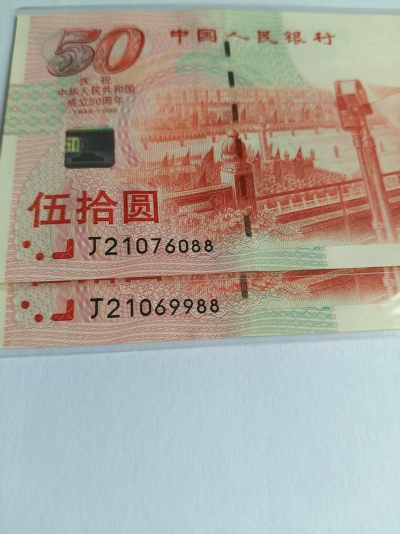 50
中国人民银行
庆祝
中华人民共和国
成立50周年
1949-1999
50
伍拾圆
J21076088
J21069988